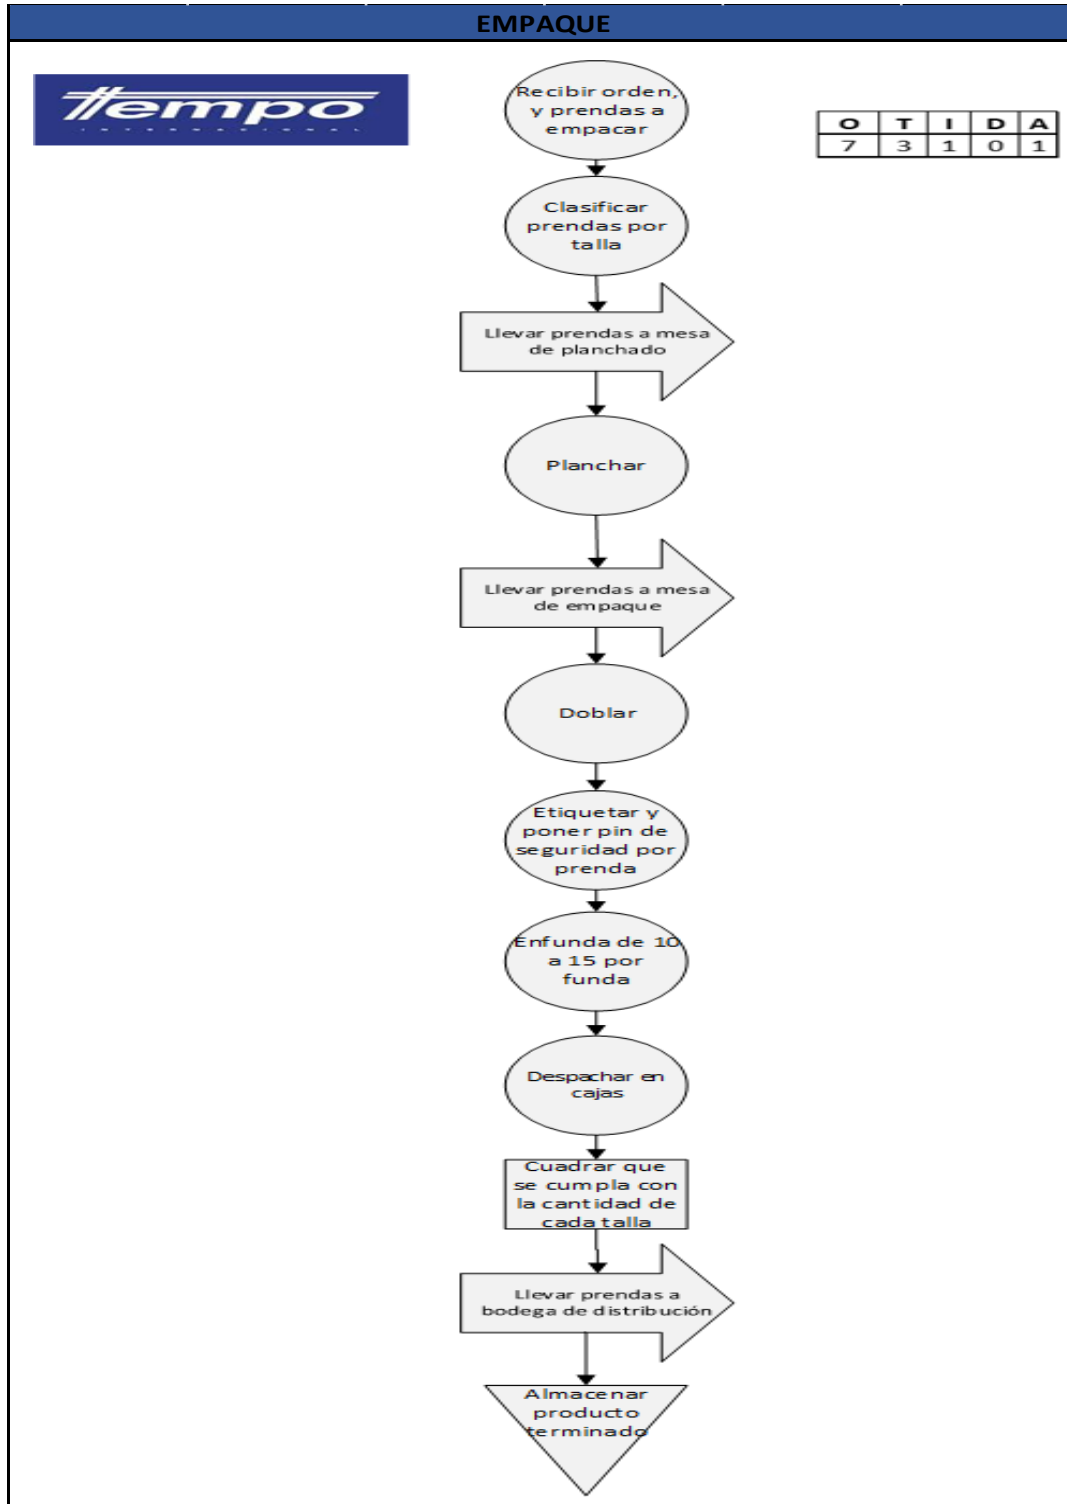 EMPAQUE
ttempo
INTERNACIONAL
Recibir orden,
y prendas a
empacar
O T I D A
7 3 1 0 1
Clasificar
prendas por
talla
Llevar prendas a mesa
de planchado
Planchar
Llevar prendas a mesa
de empaque
Doblar
Etiquetar y
poner pin de
seguridad por
prenda
Enfunda de 10
a 15 por
funda
Despachar en
cajas
Cuadrar que
se cumpla con
la cantidad de
cada talla
Llevar prendas a
bodega de distribución
Almacenar
producto
terminado